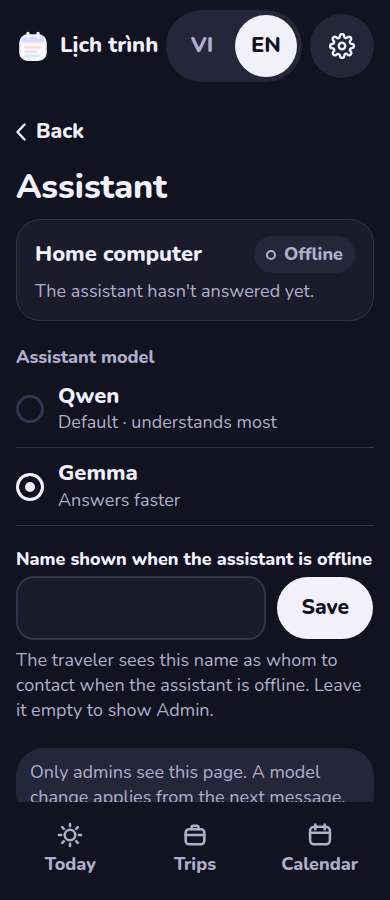 Lịch trình
VI
EN
Back
Assistant
Home computer
Offline
The assistant hasn't answered yet.
Assistant model
Qwen
Default · understands most
Gemma
Answers faster
Name shown when the assistant is offline
Save
The traveler sees this name as whom to
contact when the assistant is offline. Leave
it empty to show Admin.
Only admins see this page. A model
change applies from the next message.
Today
Trips
Calendar